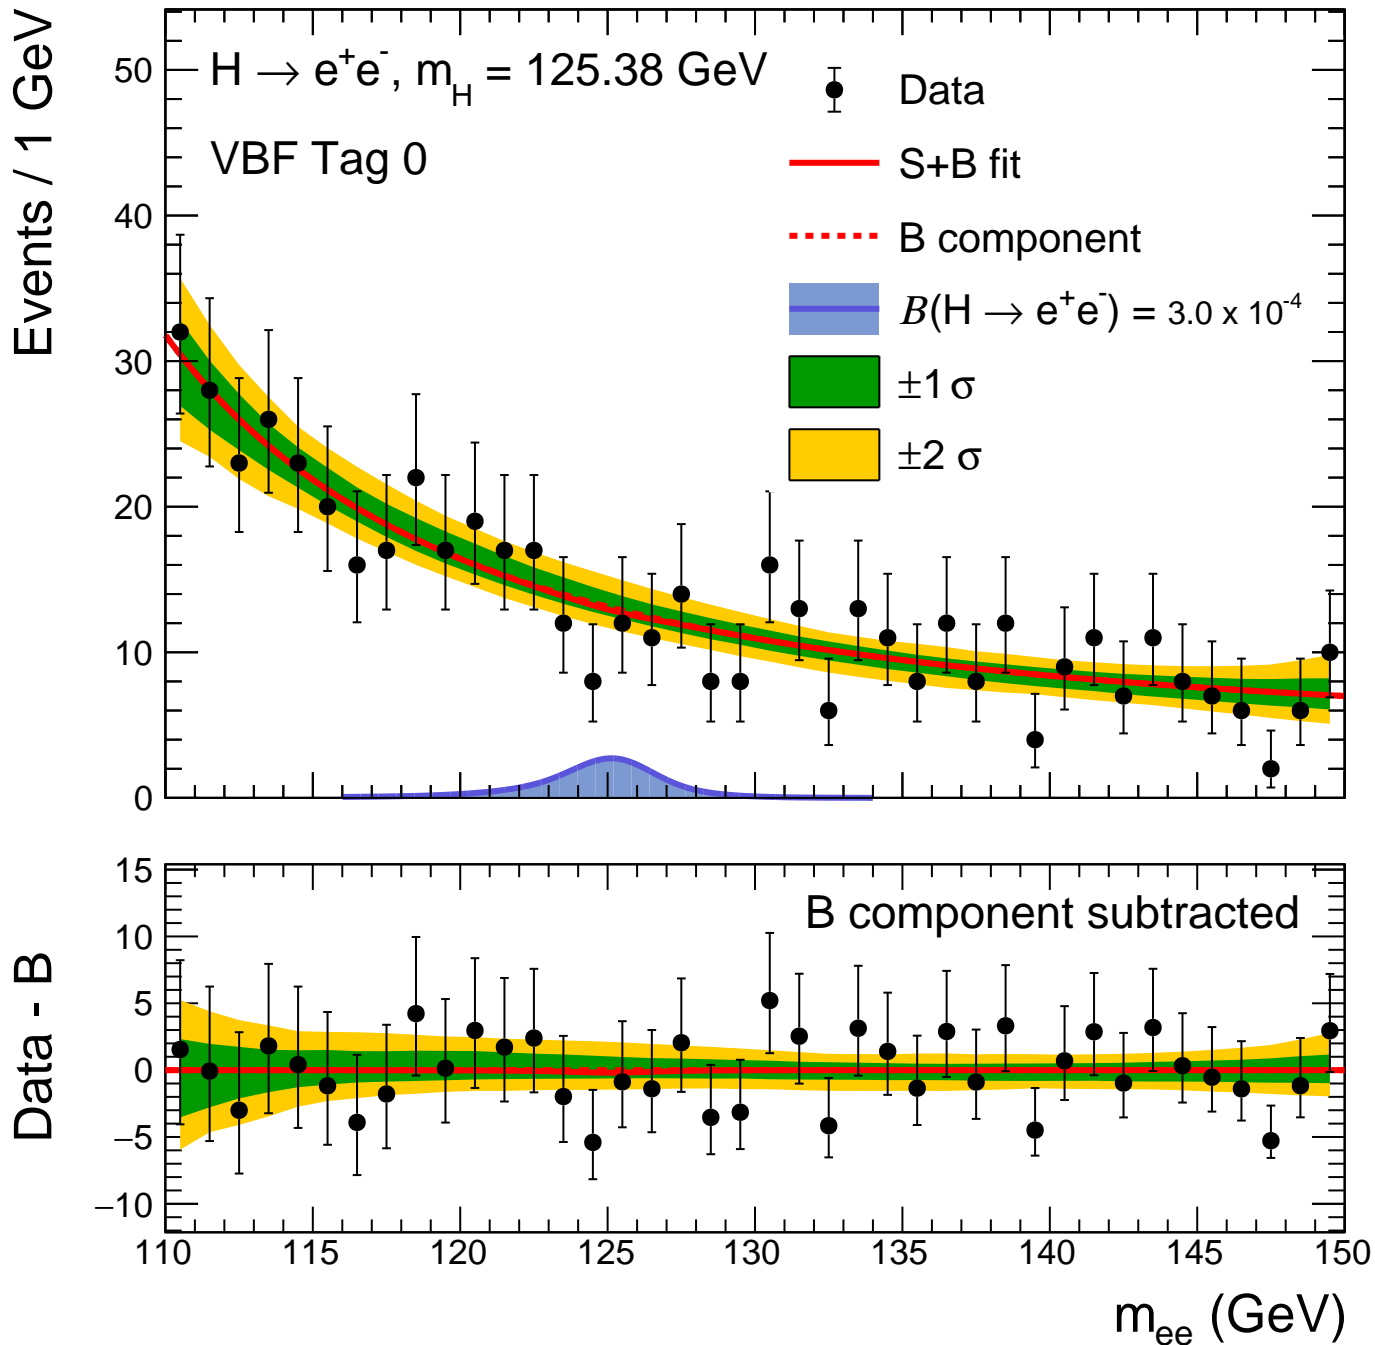 Events / 1 GeV
H → e⁺e⁻, m_H = 125.38 GeV
VBF Tag 0
Data
S+B fit
B component
ℬ(H → e⁺e⁻) = 3.0 x 10⁻⁴
±1 σ
±2 σ
50
40
30
20
10
0
Data - B
B component subtracted
15
10
5
0
−5
−10
110 115 120 125 130 135 140 145 150
m_ee (GeV)